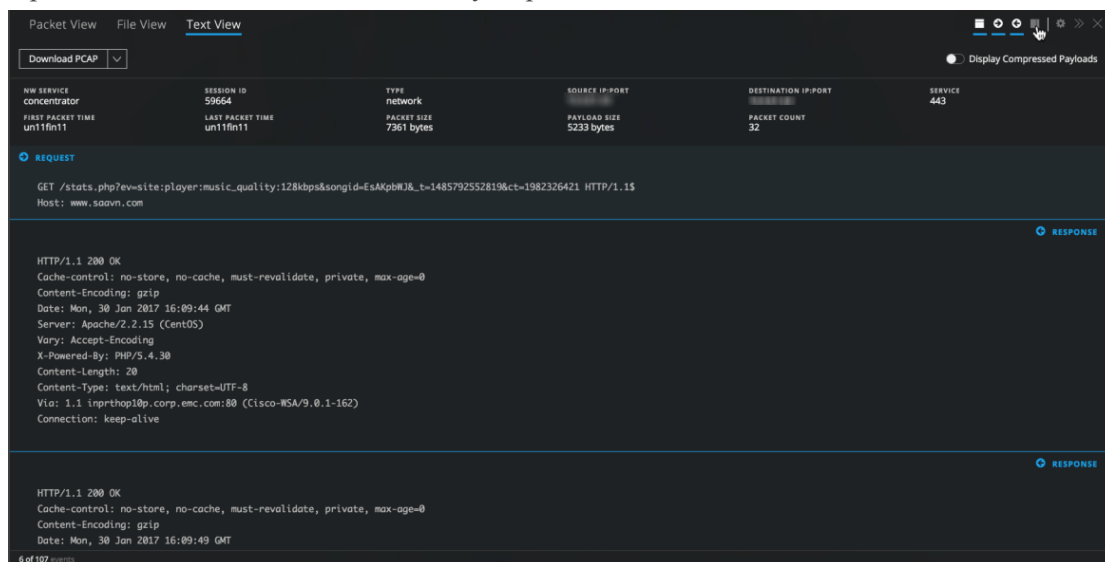 Packet View File View Text View
Download PCAP
Display Compressed Payloads
NW SERVICE SESSION ID TYPE SOURCE IP:PORT DESTINATION IP:PORT SERVICE
concentrator 59664 network 443
FIRST PACKET TIME LAST PACKET TIME PACKET SIZE PAYLOAD SIZE PACKET COUNT
un11fin11 un11fin11 7361 bytes 5233 bytes 32
REQUEST
GET /stats.php?ev=site:player:music_quality:128kbps&songid=EsAKpbWJ&_t=1485792552819&ct=1982326421 HTTP/1.1$
Host: www.saavn.com
RESPONSE
HTTP/1.1 200 OK
Cache-control: no-store, no-cache, must-revalidate, private, max-age=0
Content-Encoding: gzip
Date: Mon, 30 Jan 2017 16:09:44 GMT
Server: Apache/2.2.15 (CentOS)
Vary: Accept-Encoding
X-Powered-By: PHP/5.4.30
Content-Length: 20
Content-Type: text/html; charset=UTF-8
Via: 1.1 inprthop10p.corp.emc.com:80 (Cisco-WSA/9.0.1-162)
Connection: keep-alive
RESPONSE
HTTP/1.1 200 OK
Cache-control: no-store, no-cache, must-revalidate, private, max-age=0
Content-Encoding: gzip
Date: Mon, 30 Jan 2017 16:09:49 GMT
6 of 107 events